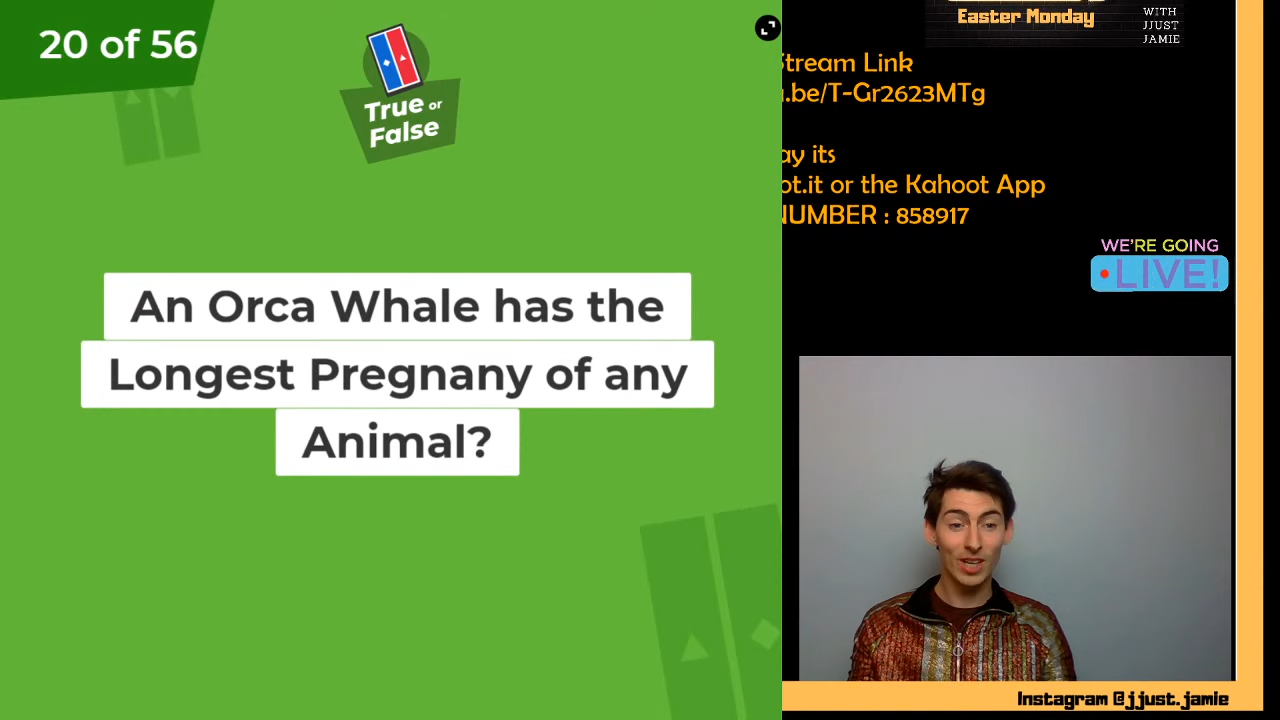 20 of 56
True or
False
An Orca Whale has the
Longest Pregnany of any
Animal?
Easter Monday
WITH
JJUST
JAMIE
Stream Link
.be/T-Gr2623MTg
ay its
ot.it or the Kahoot App
NUMBER : 858917
WE'RE GOING
LIVE!
Instagram @jjust.jamie